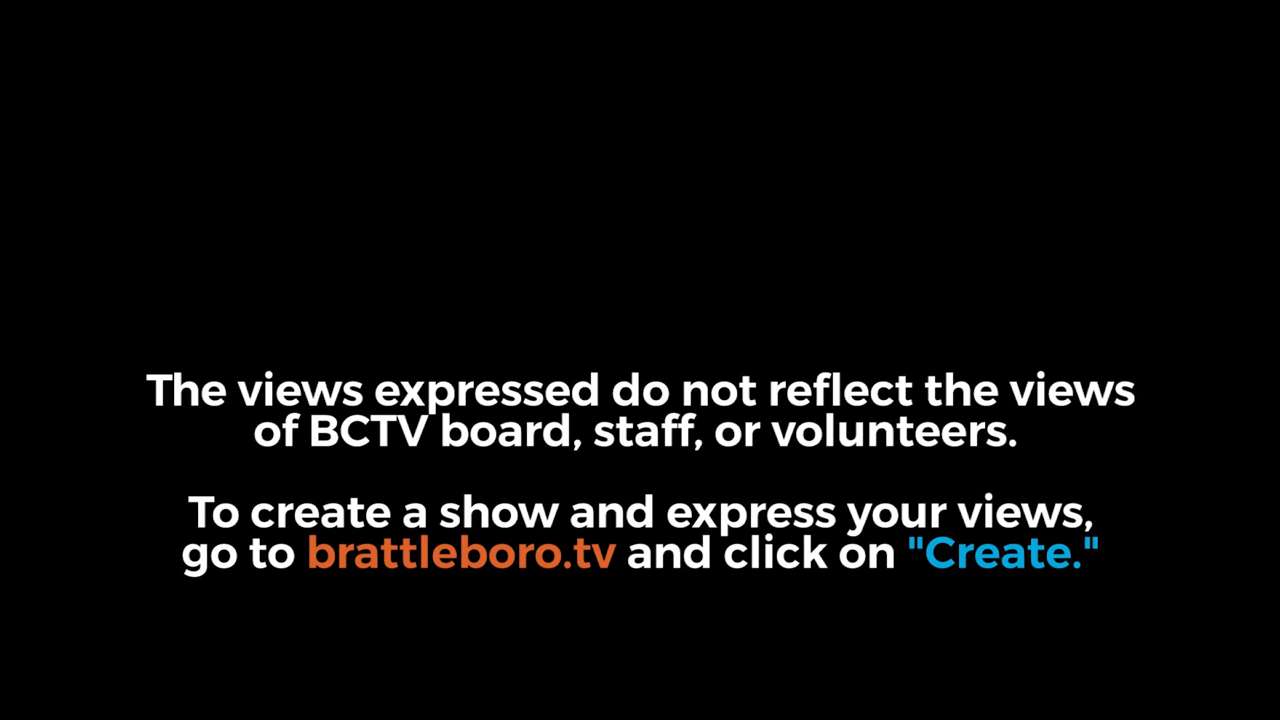 The views expressed do not reflect the views
of BCTV board, staff, or volunteers.
To create a show and express your views,
go to brattleboro.tv and click on "Create."